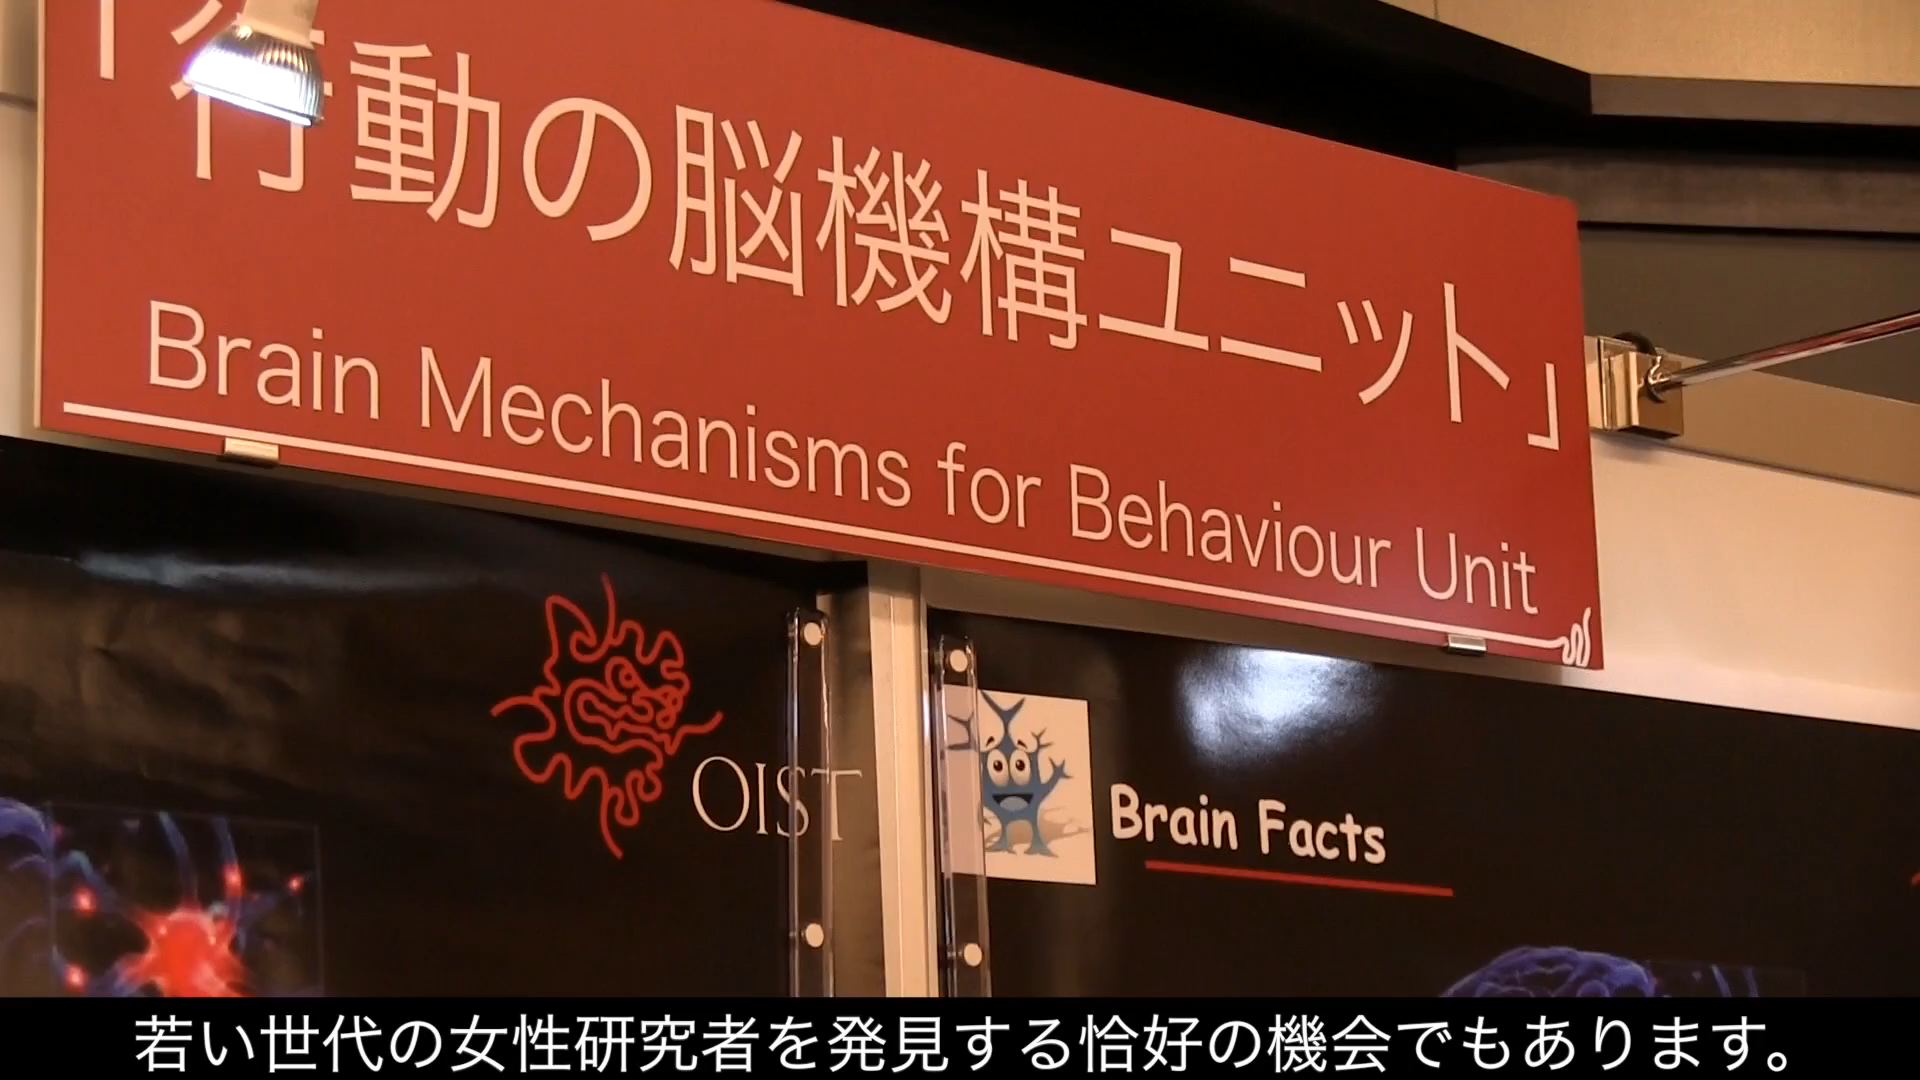 「行動の脳機構ユニット」
Brain Mechanisms for Behaviour Unit
OIST
Brain Facts
若い世代の女性研究者を発見する恰好の機会でもあります。